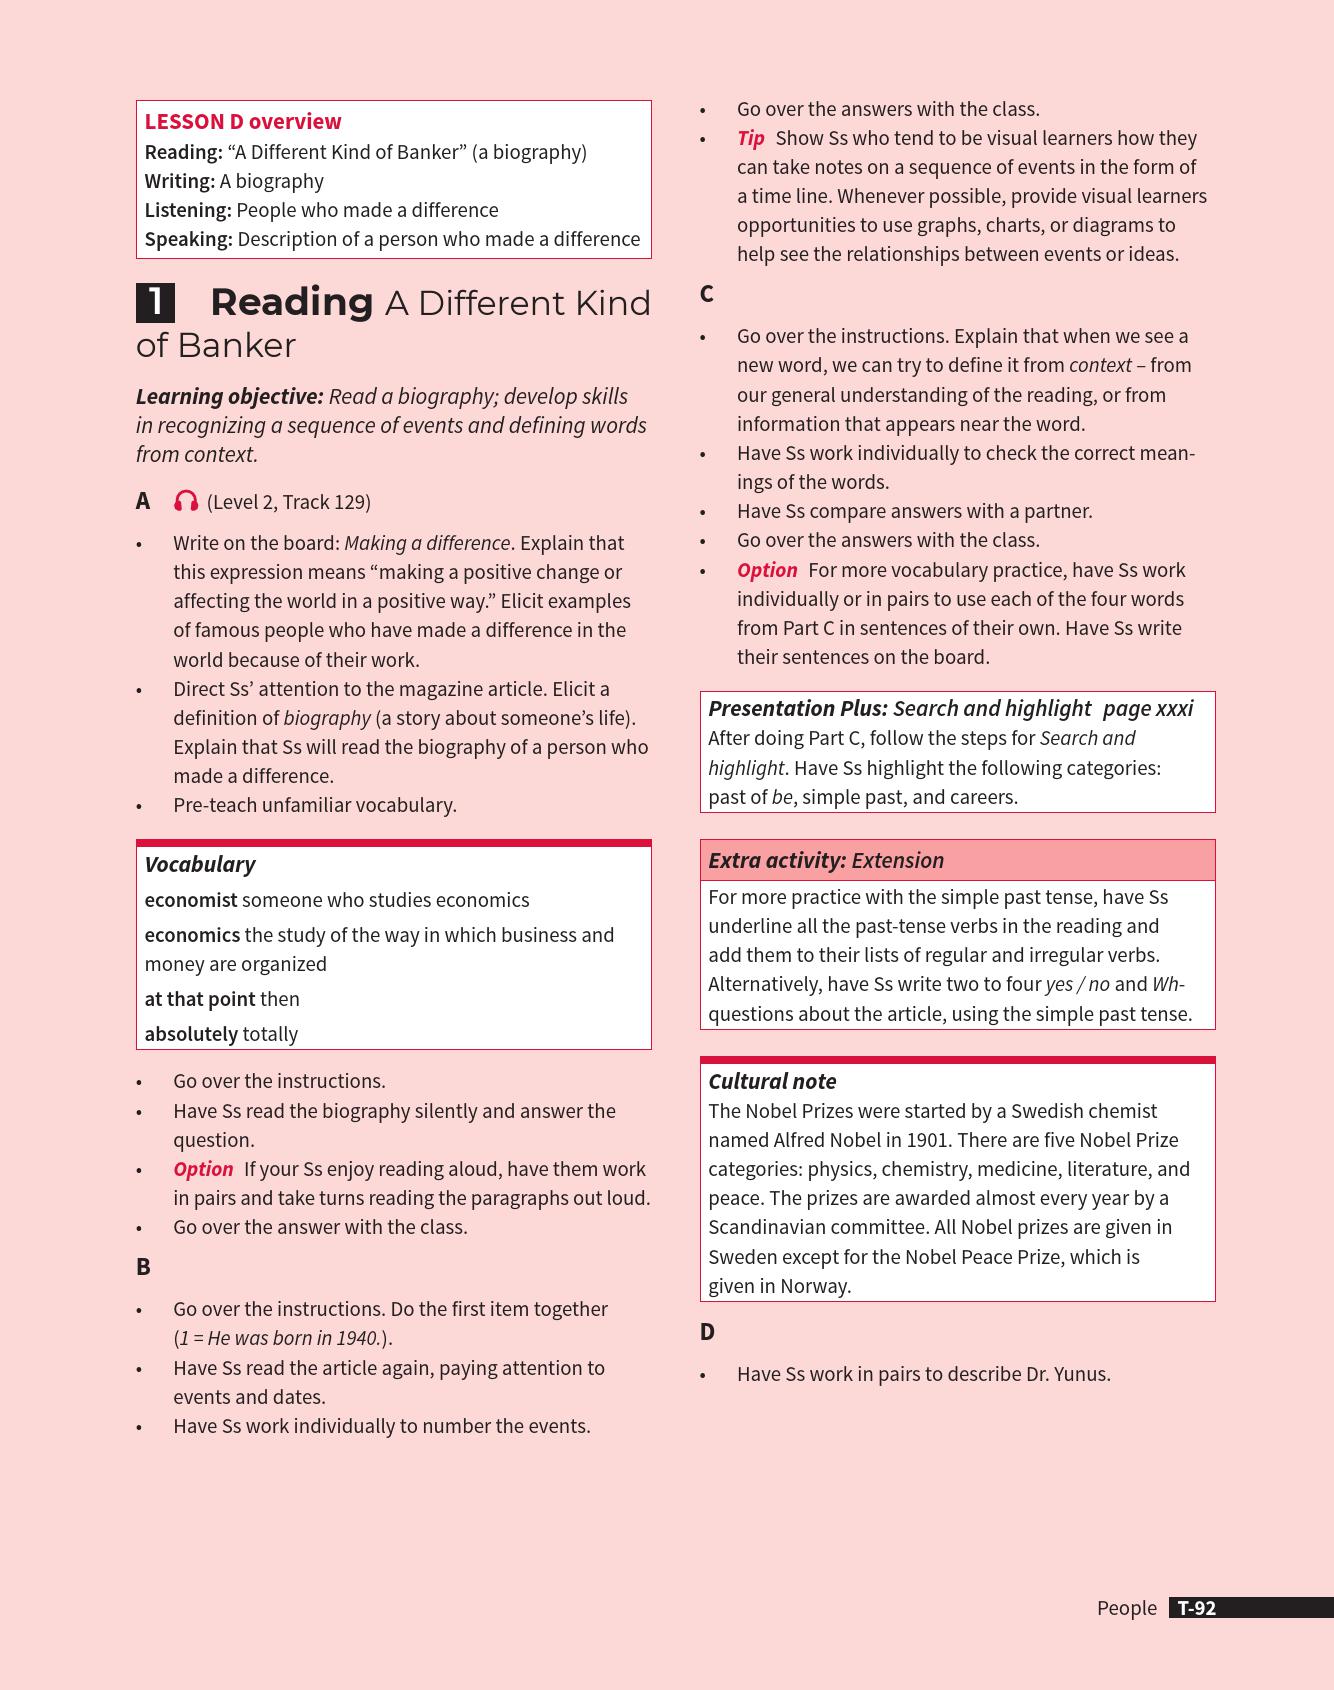 LESSON D overview
Reading: “A Different Kind of Banker” (a biography)
Writing: A biography
Listening: People who made a difference
Speaking: Description of a person who made a difference
1 Reading A Different Kind
of Banker
Learning objective: Read a biography; develop skills
in recognizing a sequence of events and defining words
from context.
A (Level 2, Track 129)
• Write on the board: Making a difference. Explain that
this expression means “making a positive change or
affecting the world in a positive way.” Elicit examples
of famous people who have made a difference in the
world because of their work.
• Direct Ss’ attention to the magazine article. Elicit a
definition of biography (a story about someone’s life).
Explain that Ss will read the biography of a person who
made a difference.
• Pre-teach unfamiliar vocabulary.
Vocabulary
economist someone who studies economics
economics the study of the way in which business and
money are organized
at that point then
absolutely totally
• Go over the instructions.
• Have Ss read the biography silently and answer the
question.
• Option If your Ss enjoy reading aloud, have them work
in pairs and take turns reading the paragraphs out loud.
• Go over the answer with the class.
B
• Go over the instructions. Do the first item together
(1 = He was born in 1940.).
• Have Ss read the article again, paying attention to
events and dates.
• Have Ss work individually to number the events.
• Go over the answers with the class.
• Tip Show Ss who tend to be visual learners how they
can take notes on a sequence of events in the form of
a time line. Whenever possible, provide visual learners
opportunities to use graphs, charts, or diagrams to
help see the relationships between events or ideas.
C
• Go over the instructions. Explain that when we see a
new word, we can try to define it from context – from
our general understanding of the reading, or from
information that appears near the word.
• Have Ss work individually to check the correct mean-
ings of the words.
• Have Ss compare answers with a partner.
• Go over the answers with the class.
• Option For more vocabulary practice, have Ss work
individually or in pairs to use each of the four words
from Part C in sentences of their own. Have Ss write
their sentences on the board.
Presentation Plus: Search and highlight page xxxi
After doing Part C, follow the steps for Search and
highlight. Have Ss highlight the following categories:
past of be, simple past, and careers.
Extra activity: Extension
For more practice with the simple past tense, have Ss
underline all the past-tense verbs in the reading and
add them to their lists of regular and irregular verbs.
Alternatively, have Ss write two to four yes / no and Wh-
questions about the article, using the simple past tense.
Cultural note
The Nobel Prizes were started by a Swedish chemist
named Alfred Nobel in 1901. There are five Nobel Prize
categories: physics, chemistry, medicine, literature, and
peace. The prizes are awarded almost every year by a
Scandinavian committee. All Nobel prizes are given in
Sweden except for the Nobel Peace Prize, which is
given in Norway.
D
• Have Ss work in pairs to describe Dr. Yunus.
People T-92